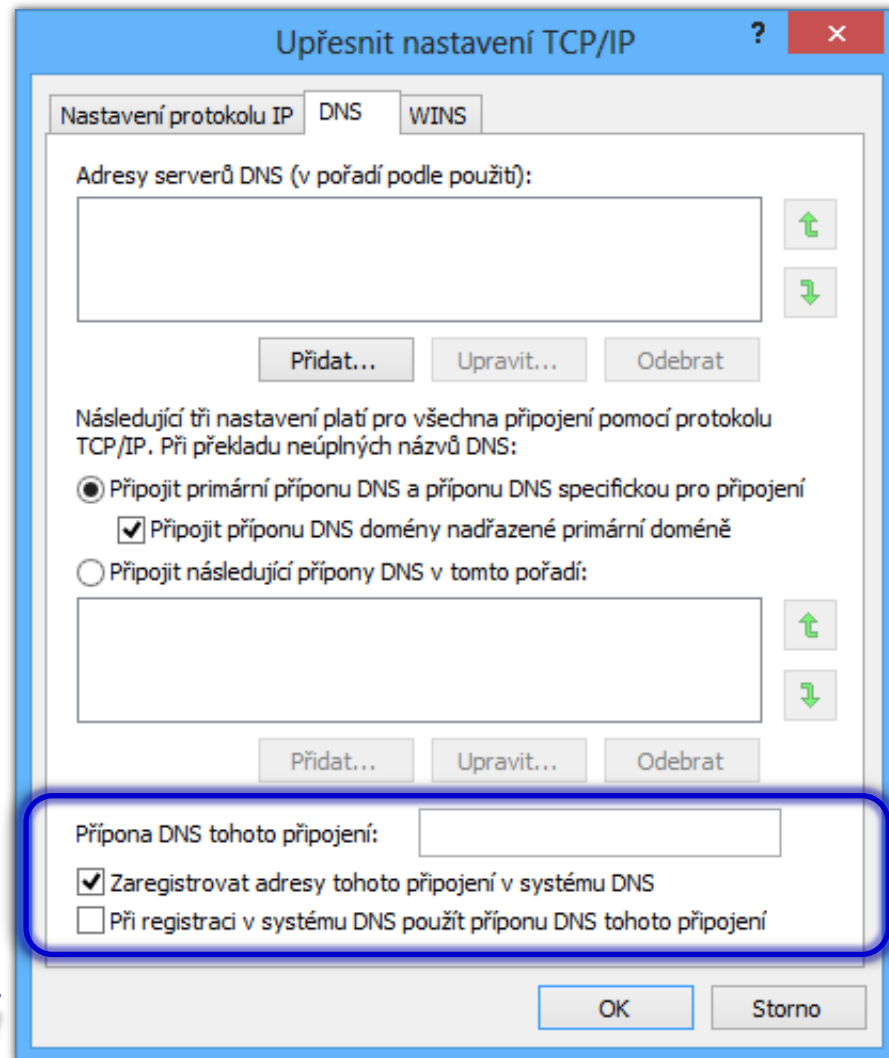 Upřesnit nastavení TCP/IP
?
Nastavení protokolu IP DNS WINS
Adresy serverů DNS (v pořadí podle použití):
Přidat... Upravit... Odebrat
Následující tři nastavení platí pro všechna připojení pomocí protokolu
TCP/IP. Při překladu neúplných názvů DNS:
Připojit primární příponu DNS a příponu DNS specifickou pro připojení
Připojit příponu DNS domény nadřazené primární doméně
Připojit následující přípony DNS v tomto pořadí:
Přidat... Upravit... Odebrat
Přípona DNS tohoto připojení:
Zaregistrovat adresy tohoto připojení v systému DNS
Při registraci v systému DNS použít příponu DNS tohoto připojení
OK Storno